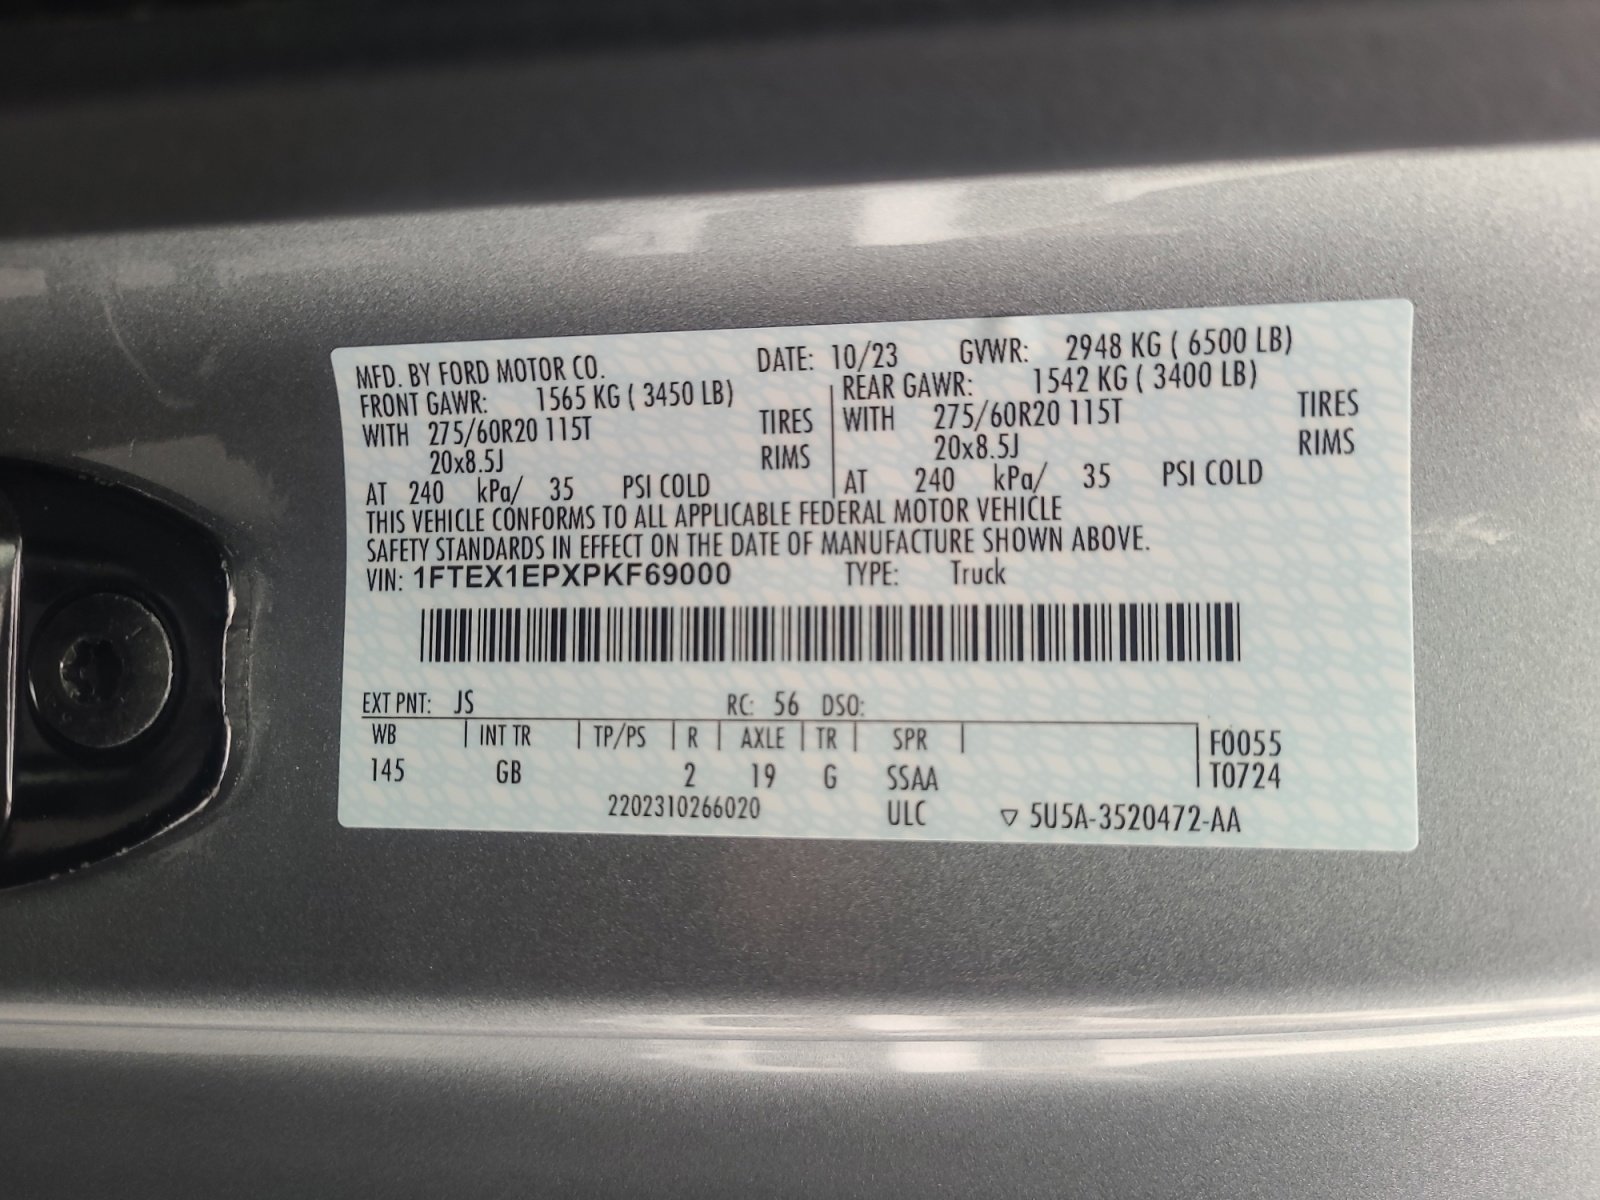 MFD. BY FORD MOTOR CO. DATE: 10/23 GVWR: 2948 KG ( 6500 LB)
FRONT GAWR: 1565 KG ( 3450 LB) REAR GAWR: 1542 KG ( 3400 LB)
WITH 275/60R20 115T TIRES WITH 275/60R20 115T TIRES
20x8.5J RIMS 20x8.5J RIMS
AT 240 kPa/ 35 PSI COLD AT 240 kPa/ 35 PSI COLD
THIS VEHICLE CONFORMS TO ALL APPLICABLE FEDERAL MOTOR VEHICLE
SAFETY STANDARDS IN EFFECT ON THE DATE OF MANUFACTURE SHOWN ABOVE.
VIN: 1FTEX1EPXPKF69000 TYPE: Truck
EXT PNT: JS RC: 56 DSO:
WB INT TR TP/PS R AXLE TR SPR F0055
145 GB 2 19 G SSAA T0724
2202310266020 ULC ▽ 5U5A-3520472-AA